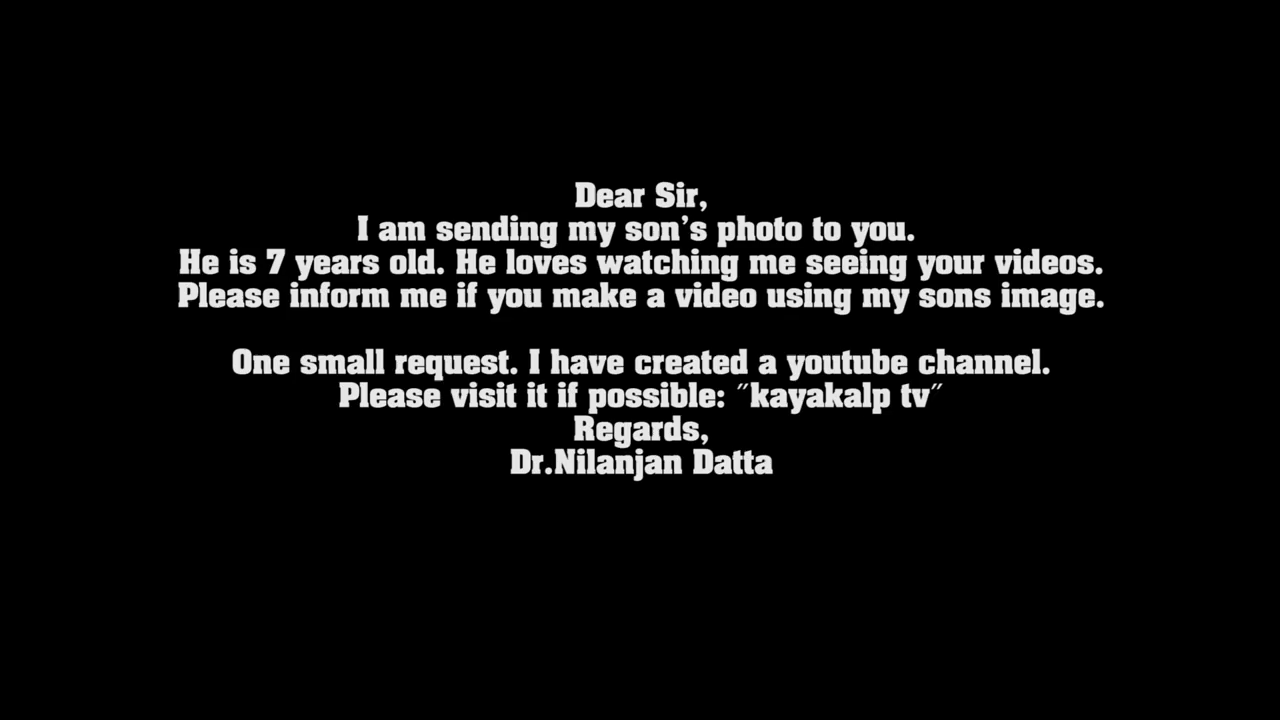 Dear Sir,
I am sending my son's photo to you.
He is 7 years old. He loves watching me seeing your videos.
Please inform me if you make a video using my sons image.
One small request. I have created a youtube channel.
Please visit it if possible: "kayakalp tv"
Regards,
Dr.Nilanjan Datta